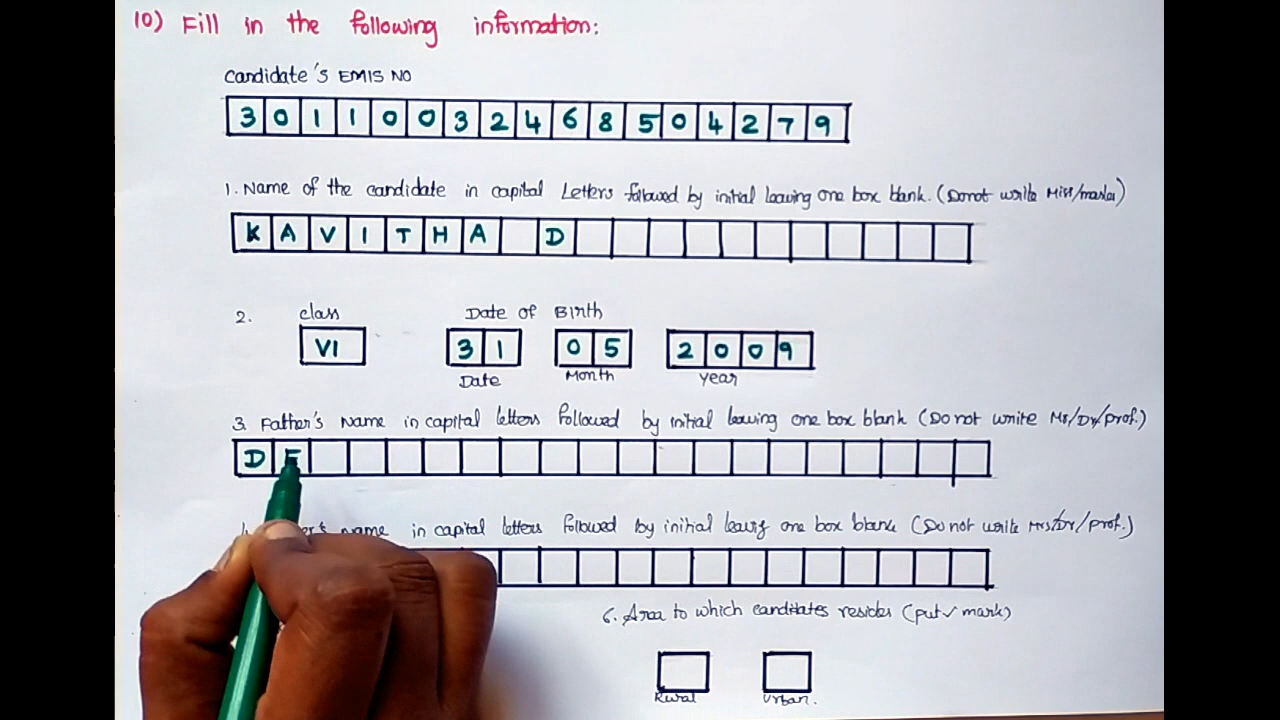 10) Fill in the following information:
Candidate's EMIS NO
3 0 1 1 0 0 3 2 4 6 8 5 0 4 2 7 9
1. Name of the candidate in capital Letters followed by initial leaving one box blank. (Do not write Miss/master)
K A V I T H A D
2. class Date of Birth
VI 3 1 0 5 2 0 0 9
Date Month Year
3. Father's Name in capital letters followed by initial leaving one box blank (Do not write Mr/Dr/Prof.)
D E
name in capital letters followed by initial leavig one box blank (Do not write Mrs/Dr/prof.)
6. Area to which candidates resides (put ✓ mark)
Rural Urban.